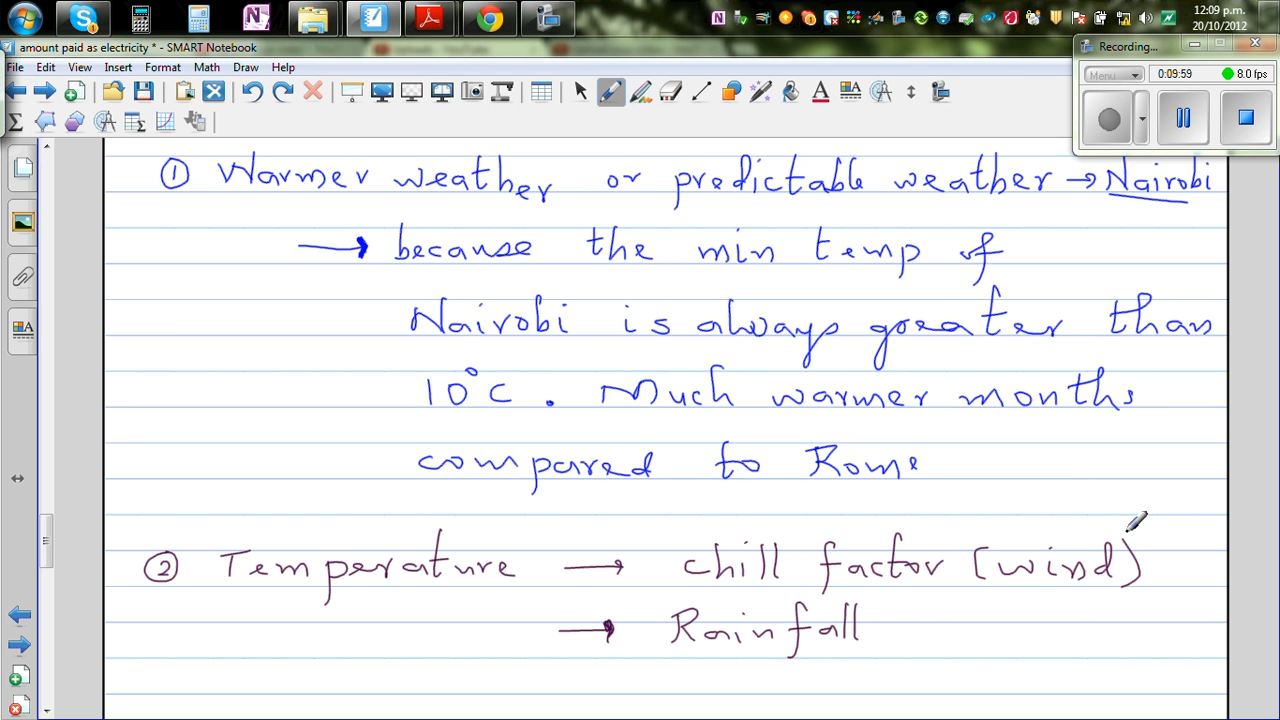 12:09 p.m.
20/10/2012
amount paid as electricity * - SMART Notebook
Recording...
File Edit View Insert Format Math Draw Help
Menu
0:09:59
8.0 fps
① Warmer weather or predictable weather → Nairobi
→ because the min temp of
Nairobi is always greater than
10°C. Much warmer months
compared to Rome
② Temperature → chill factor (wind)
→ Rainfall